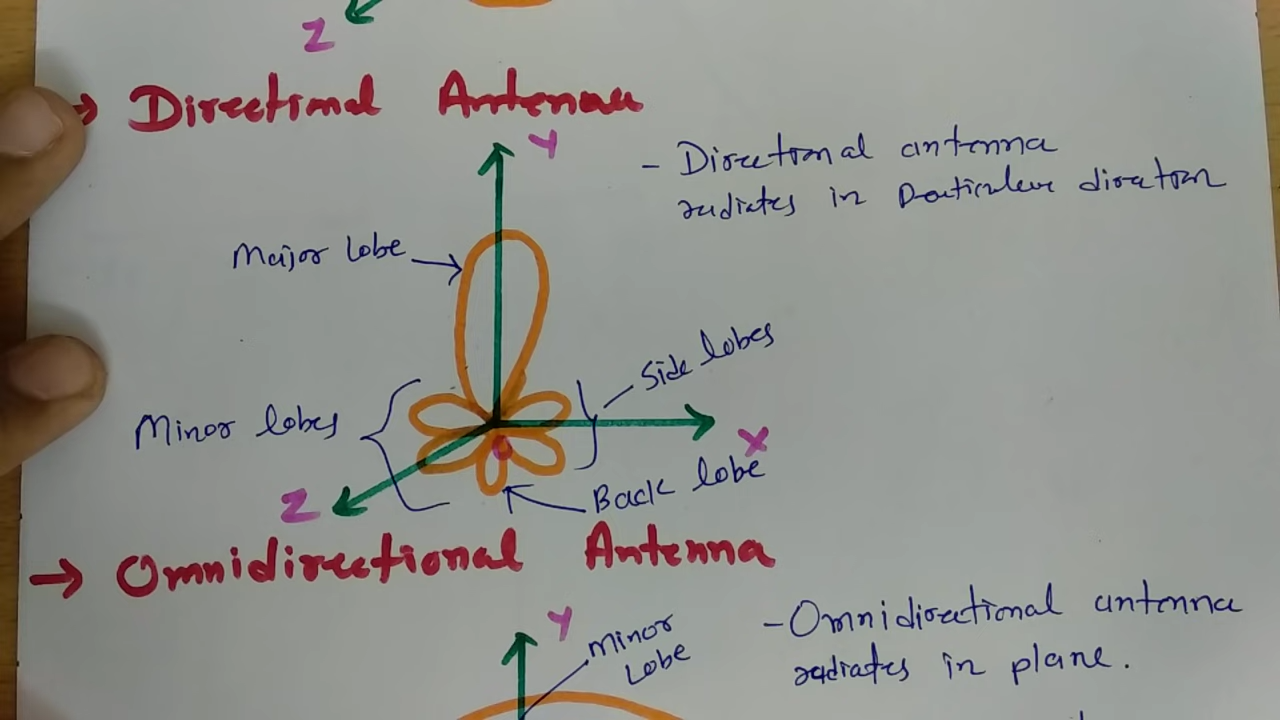 Z
→ Directional Antenna
Y
- Directional antenna
radiates in Particular direction
Major lobe
Side lobes
Minor lobes
X
Back lobe
Z
→ Omnidirectional Antenna
Y
Minor
Lobe
- Omnidirectional antenna
radiates in plane.